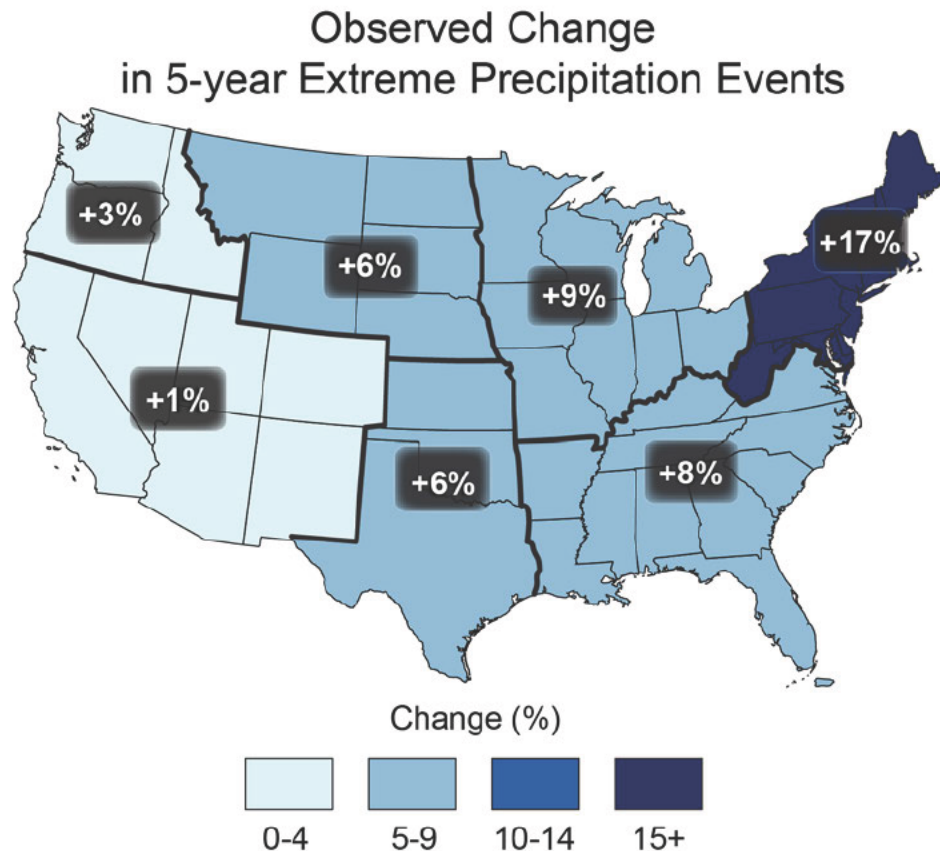 Observed Change
in 5-year Extreme Precipitation Events
+3%
+6%
+9%
+17%
+1%
+6%
+8%
Change (%)
0-4 5-9 10-14 15+